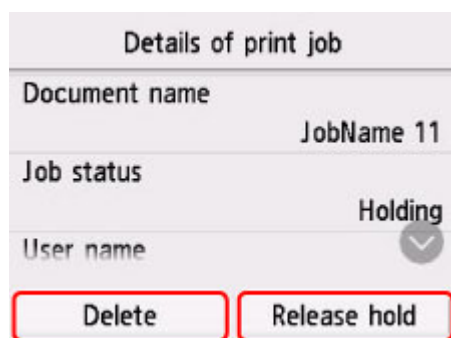 Details of print job
Document name
JobName 11
Job status
Holding
User name
Delete
Release hold